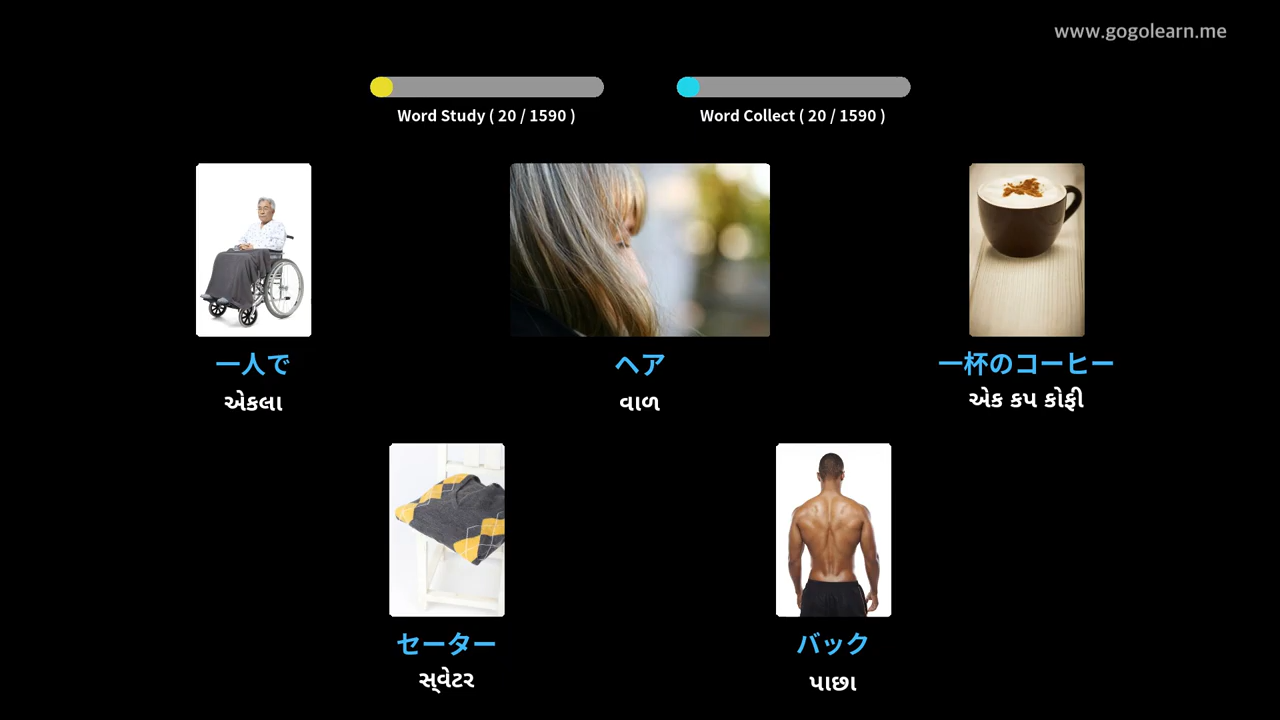 www.gogolearn.me
Word Study ( 20 / 1590 )
Word Collect ( 20 / 1590 )
一人で
એકલા
ヘア
વાળ
一杯のコーヒー
એક કપ કોફી
セーター
સ્વેટર
バック
પાછા